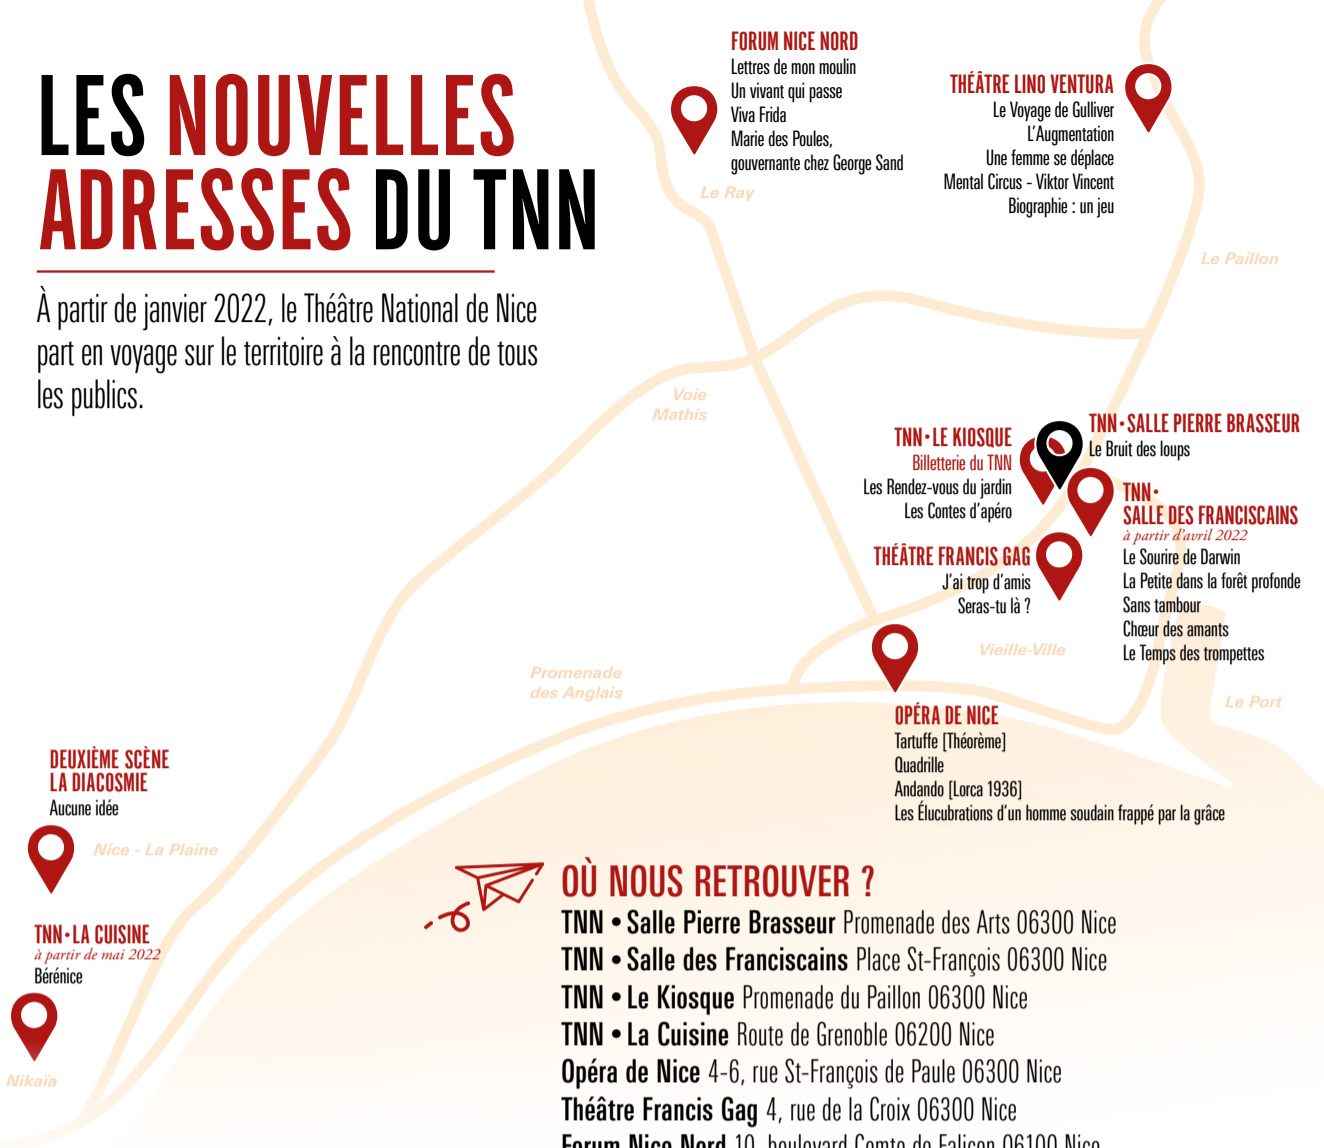 LES NOUVELLES
ADRESSES DU TNN
À partir de janvier 2022, le Théâtre National de Nice
part en voyage sur le territoire à la rencontre de tous
les publics.
FORUM NICE NORD
Lettres de mon moulin
Un vivant qui passe
Viva Frida
Marie des Poules,
gouvernante chez George Sand
Le Ray
THÉÂTRE LINO VENTURA
Le Voyage de Gulliver
L'Augmentation
Une femme se déplace
Mental Circus - Viktor Vincent
Biographie : un jeu
Le Paillon
Voie
Mathis
TNN • LE KIOSQUE
Billetterie du TNN
Les Rendez-vous du jardin
Les Contes d'apéro
TNN • SALLE PIERRE BRASSEUR
Le Bruit des loups
TNN •
SALLE DES FRANCISCAINS
à partir d'avril 2022
Le Sourire de Darwin
La Petite dans la forêt profonde
Sans tambour
Chœur des amants
Le Temps des trompettes
THÉÂTRE FRANCIS GAG
J'ai trop d'amis
Seras-tu là ?
Vieille-Ville
Promenade
des Anglais
Le Port
OPÉRA DE NICE
Tartuffe [Théorème]
Quadrille
Andando [Lorca 1936]
Les Élucubrations d'un homme soudain frappé par la grâce
DEUXIÈME SCÈNE
LA DIACOSMIE
Aucune idée
Nice - La Plaine
TNN • LA CUISINE
à partir de mai 2022
Bérénice
Nikaïa
OÙ NOUS RETROUVER ?
TNN • Salle Pierre Brasseur Promenade des Arts 06300 Nice
TNN • Salle des Franciscains Place St-François 06300 Nice
TNN • Le Kiosque Promenade du Paillon 06300 Nice
TNN • La Cuisine Route de Grenoble 06200 Nice
Opéra de Nice 4-6, rue St-François de Paule 06300 Nice
Théâtre Francis Gag 4, rue de la Croix 06300 Nice
Forum Nice Nord 10, boulevard Comte de Falicon 06100 Nice